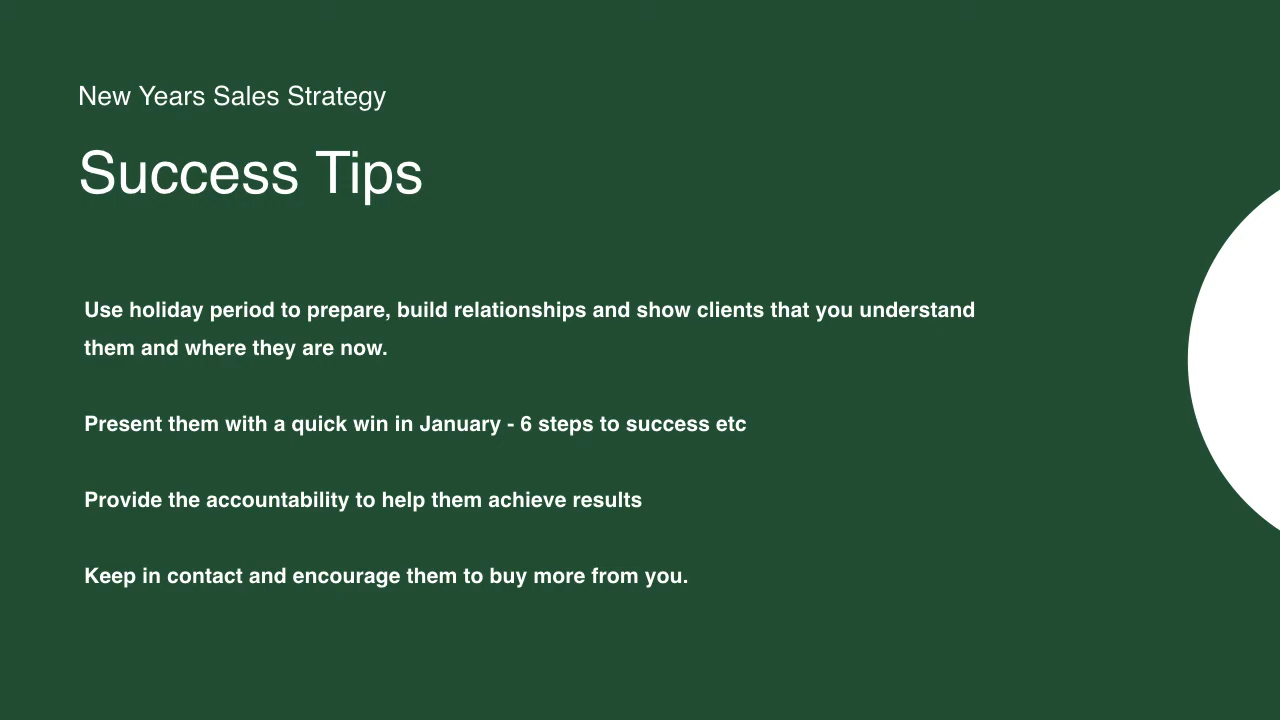 New Years Sales Strategy
Success Tips
Use holiday period to prepare, build relationships and show clients that you understand
them and where they are now.
Present them with a quick win in January - 6 steps to success etc
Provide the accountability to help them achieve results
Keep in contact and encourage them to buy more from you.